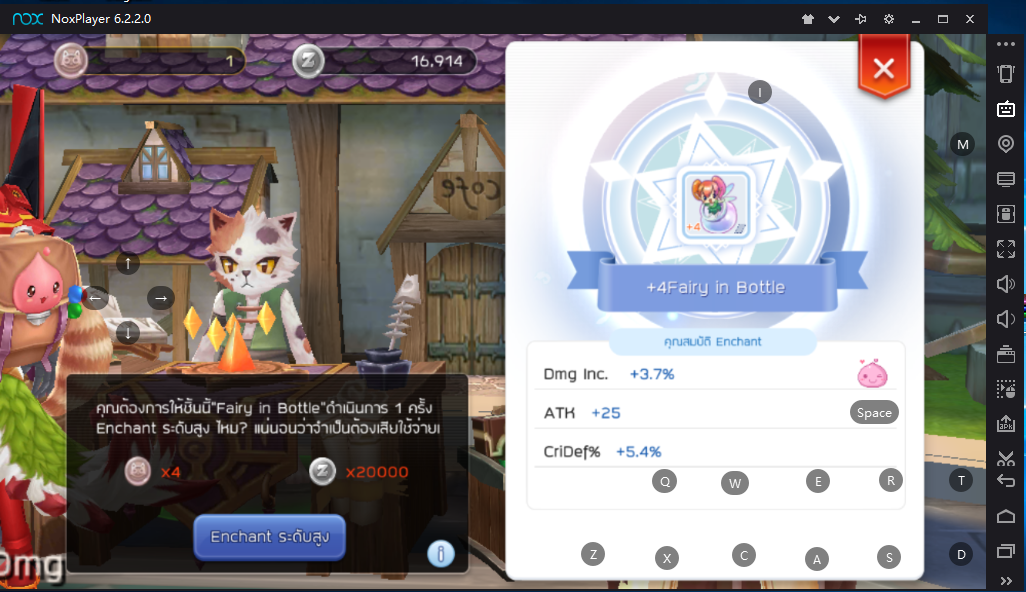 nox NoxPlayer 6.2.2.0
1
16,914
Z
I
M
cafe
+4
+4Fairy in Bottle
คุณสมบัติ Enchant
Dmg Inc. +3.7%
ATK +25
Space
CriDef% +5.4%
Q
W
E
R
T
คุณต้องการให้ชิ้นนี้"Fairy in Bottle"ดำเนินการ 1 ครั้ง
Enchant ระดับสูง ไหม? แน่นอนว่าจำเป็นต้องเสียใช้จ่าย
x4
Z
x20000
Enchant ระดับสูง
i
Z
X
C
A
S
D
Dmg